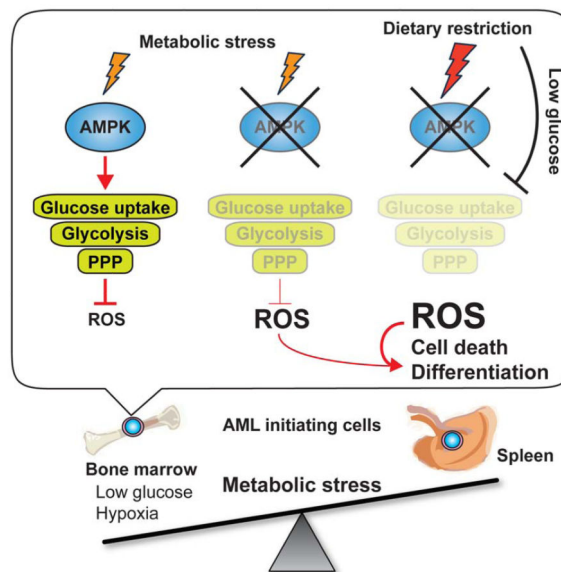 Metabolic stress
Dietary restriction
Low glucose
AMPK
AMPK
AMPK
Glucose uptake
Glucose uptake
Glucose uptake
Glycolysis
Glycolysis
Glycolysis
PPP
PPP
PPP
ROS
ROS
ROS
Cell death
Differentiation
AML initiating cells
Bone marrow
Low glucose
Hypoxia
Spleen
Metabolic stress